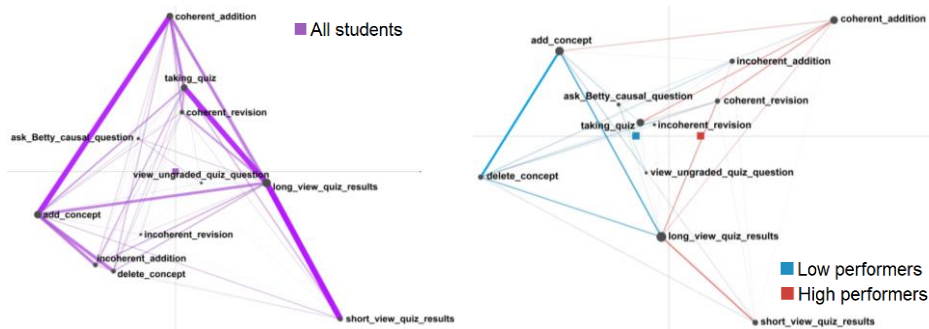 coherent_addition
All students
taking_quiz
coherent_revision
ask_Betty_causal_question
view_ungraded_quiz_question
long_view_quiz_results
add_concept
incoherent_revision
incoherent_addition
delete_concept
short_view_quiz_results
coherent_addition
add_concept
incoherent_addition
ask_Betty_causal_question
coherent_revision
taking_quiz
incoherent_revision
delete_concept
view_ungraded_quiz_question
long_view_quiz_results
Low performers
High performers
short_view_quiz_results